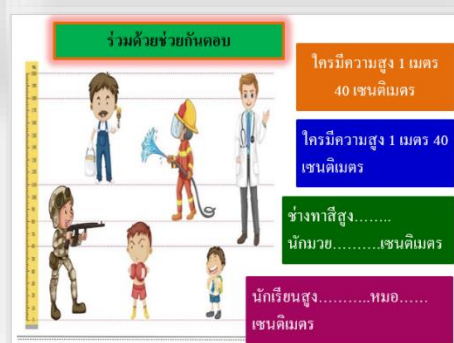 ร่วมด้วยช่วยกันตอบ
ใครมีความสูง 1 เมตร
40 เซนติเมตร
ใครมีความสูง 1 เมตร 40
เซนติเมตร
ช่างทาสีสูง........
นักมวย..........เซนติเมตร
นักเรียนสูง...........หมอ......
เซนติเมตร